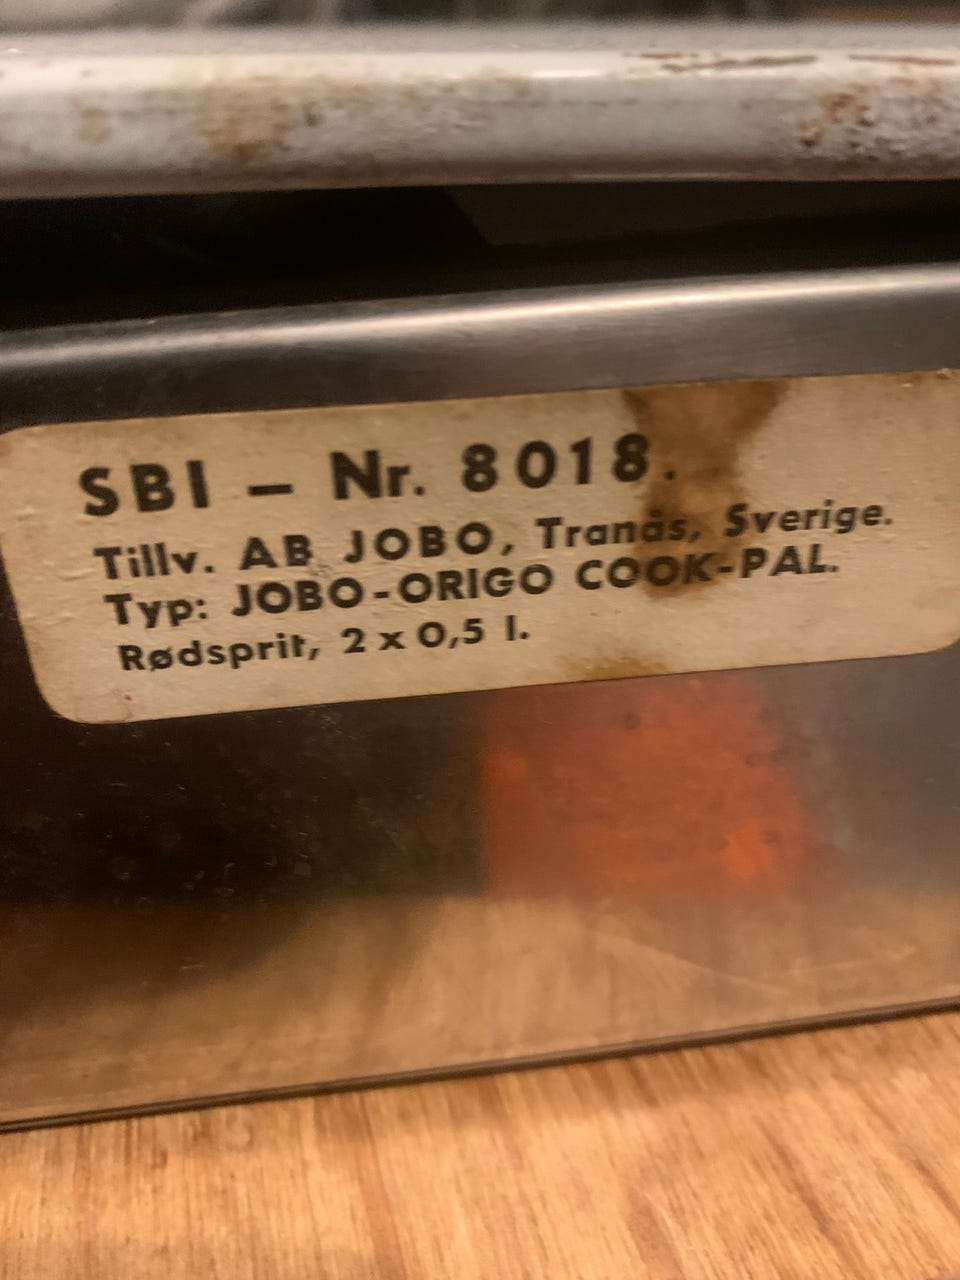 SBI – Nr. 8018.
Tillv. AB JOBO, Tranås, Sverige.
Typ: JOBO-ORIGO COOK-PAL.
Rødsprit, 2 x 0,5 l.